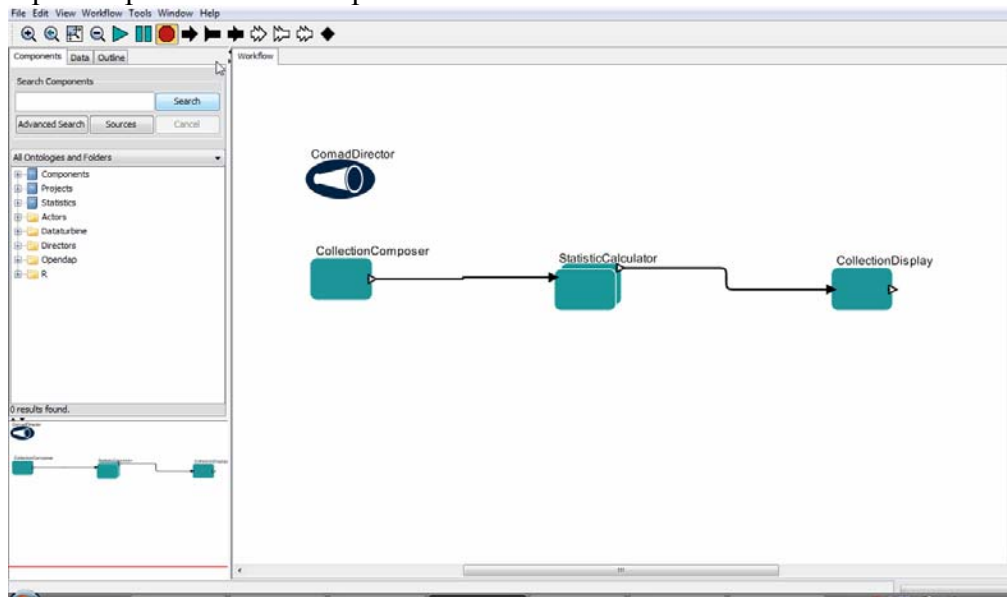 File Edit View Workflow Tools Window Help
Components Data Outline
Workflow
Search Components
Search
Advanced Search Sources Cancel
All Ontologies and Folders
Components
Projects
Statistics
Actors
Dataturbine
Directors
Opendap
R
0 results found.
ComadDirector
CollectionComposer
StatisticCalculator
CollectionDisplay